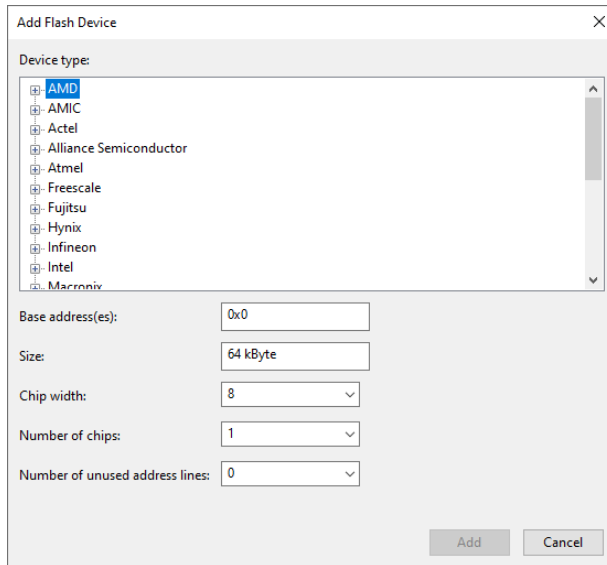 Add Flash Device
Device type:
AMD
AMIC
Actel
Alliance Semiconductor
Atmel
Freescale
Fujitsu
Hynix
Infineon
Intel
Macronix
Base address(es): 0x0
Size: 64 kByte
Chip width: 8
Number of chips: 1
Number of unused address lines: 0
Add Cancel